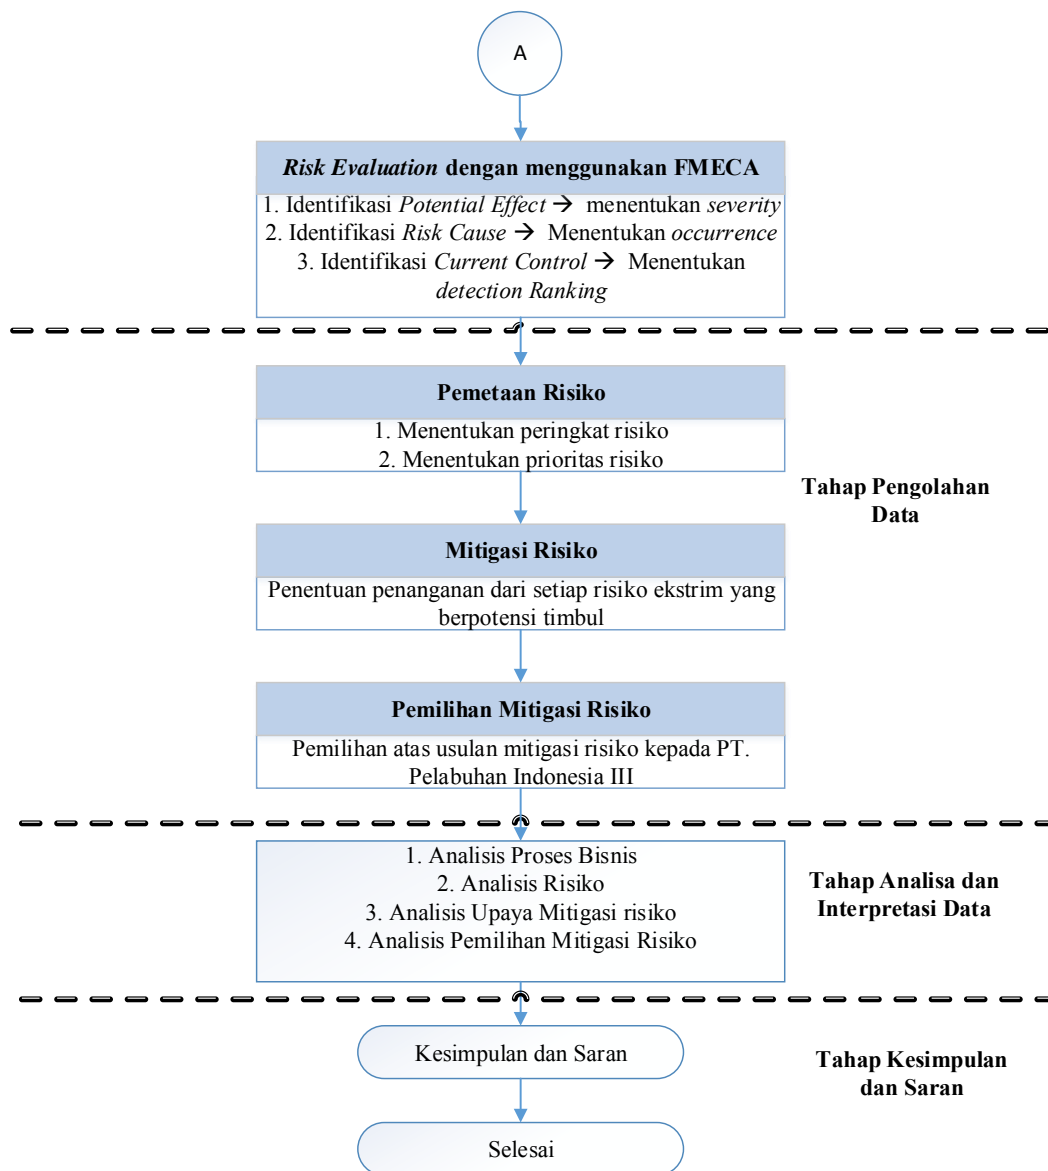 A
Risk Evaluation dengan menggunakan FMECA
1. Identifikasi Potential Effect → menentukan severity
2. Identifikasi Risk Cause → Menentukan occurrence
3. Identifikasi Current Control → Menentukan
detection Ranking
Pemetaan Risiko
1. Menentukan peringkat risiko
2. Menentukan prioritas risiko
Tahap Pengolahan
Data
Mitigasi Risiko
Penentuan penanganan dari setiap risiko ekstrim yang
berpotensi timbul
Pemilihan Mitigasi Risiko
Pemilihan atas usulan mitigasi risiko kepada PT.
Pelabuhan Indonesia III
1. Analisis Proses Bisnis
2. Analisis Risiko
3. Analisis Upaya Mitigasi risiko
4. Analisis Pemilihan Mitigasi Risiko
Tahap Analisa dan
Interpretasi Data
Kesimpulan dan Saran
Tahap Kesimpulan
dan Saran
Selesai